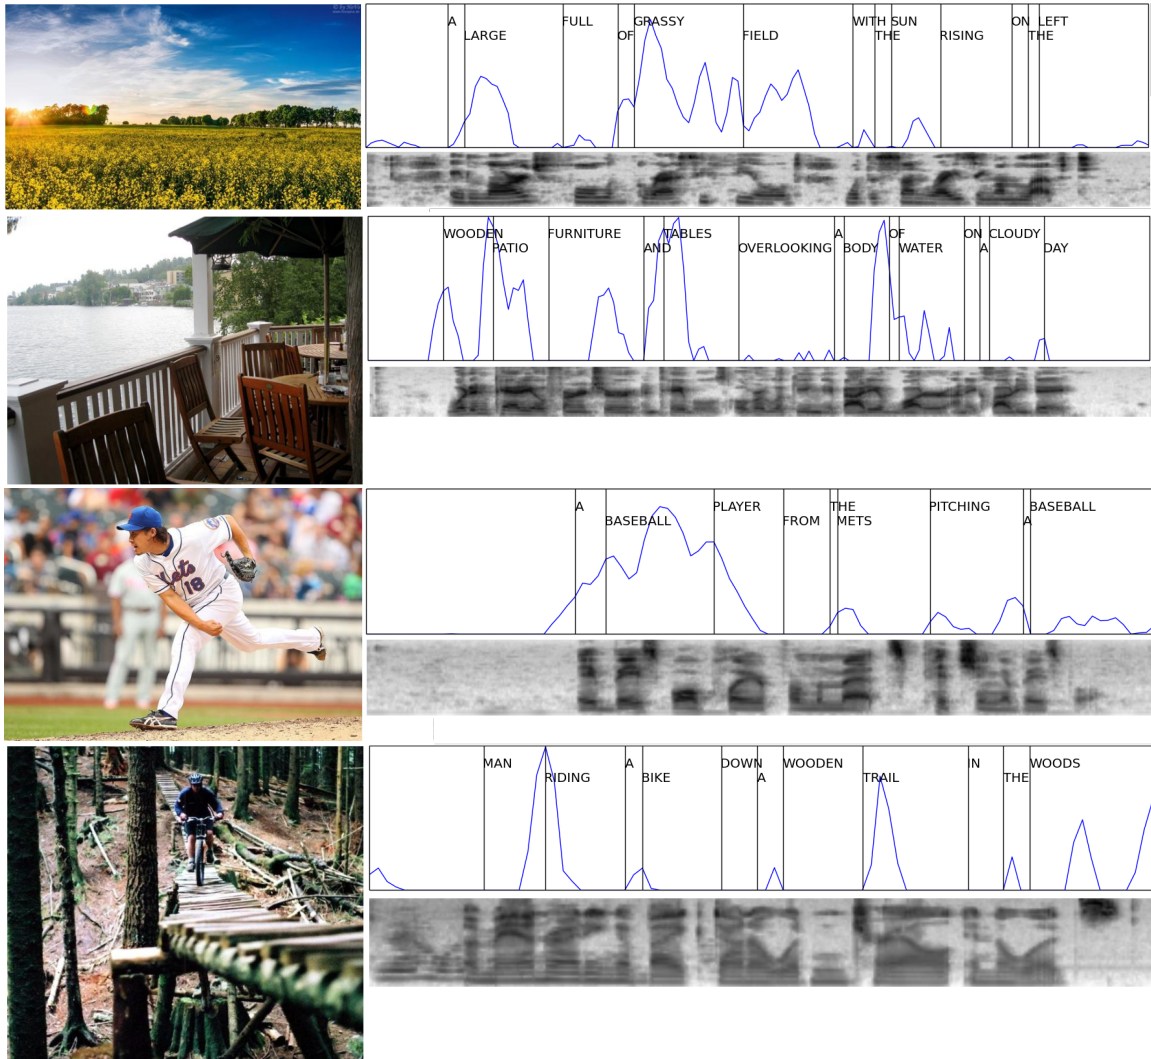 A FULL GRASSY WITH SUN ON LEFT
LARGE OF FIELD THE RISING THE
WOODEN FURNITURE TABLES A OF ON CLOUDY
PATIO AND OVERLOOKING BODY WATER A DAY
A PLAYER THE PITCHING BASEBALL
BASEBALL FROM METS A
Mets
18
MAN A DOWN WOODEN IN WOODS
RIDING BIKE A TRAIL THE